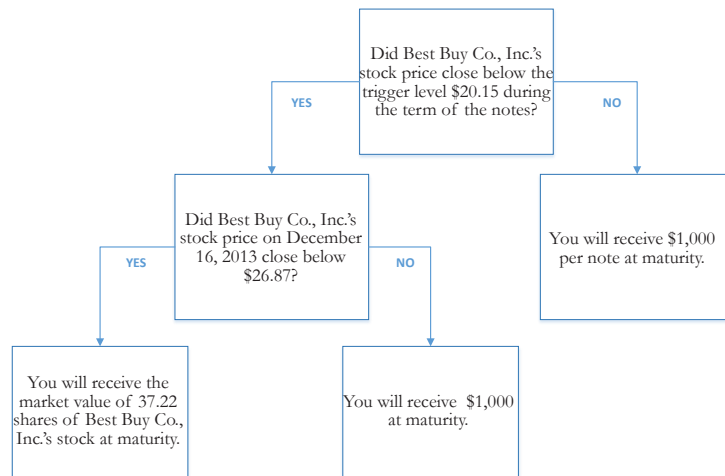 Did Best Buy Co., Inc.'s
stock price close below the
trigger level $20.15 during
the term of the notes?
YES
NO
Did Best Buy Co., Inc.'s
stock price on December
16, 2013 close below
$26.87?
You will receive $1,000
per note at maturity.
YES
NO
You will receive the
market value of 37.22
shares of Best Buy Co.,
Inc.'s stock at maturity.
You will receive $1,000
at maturity.